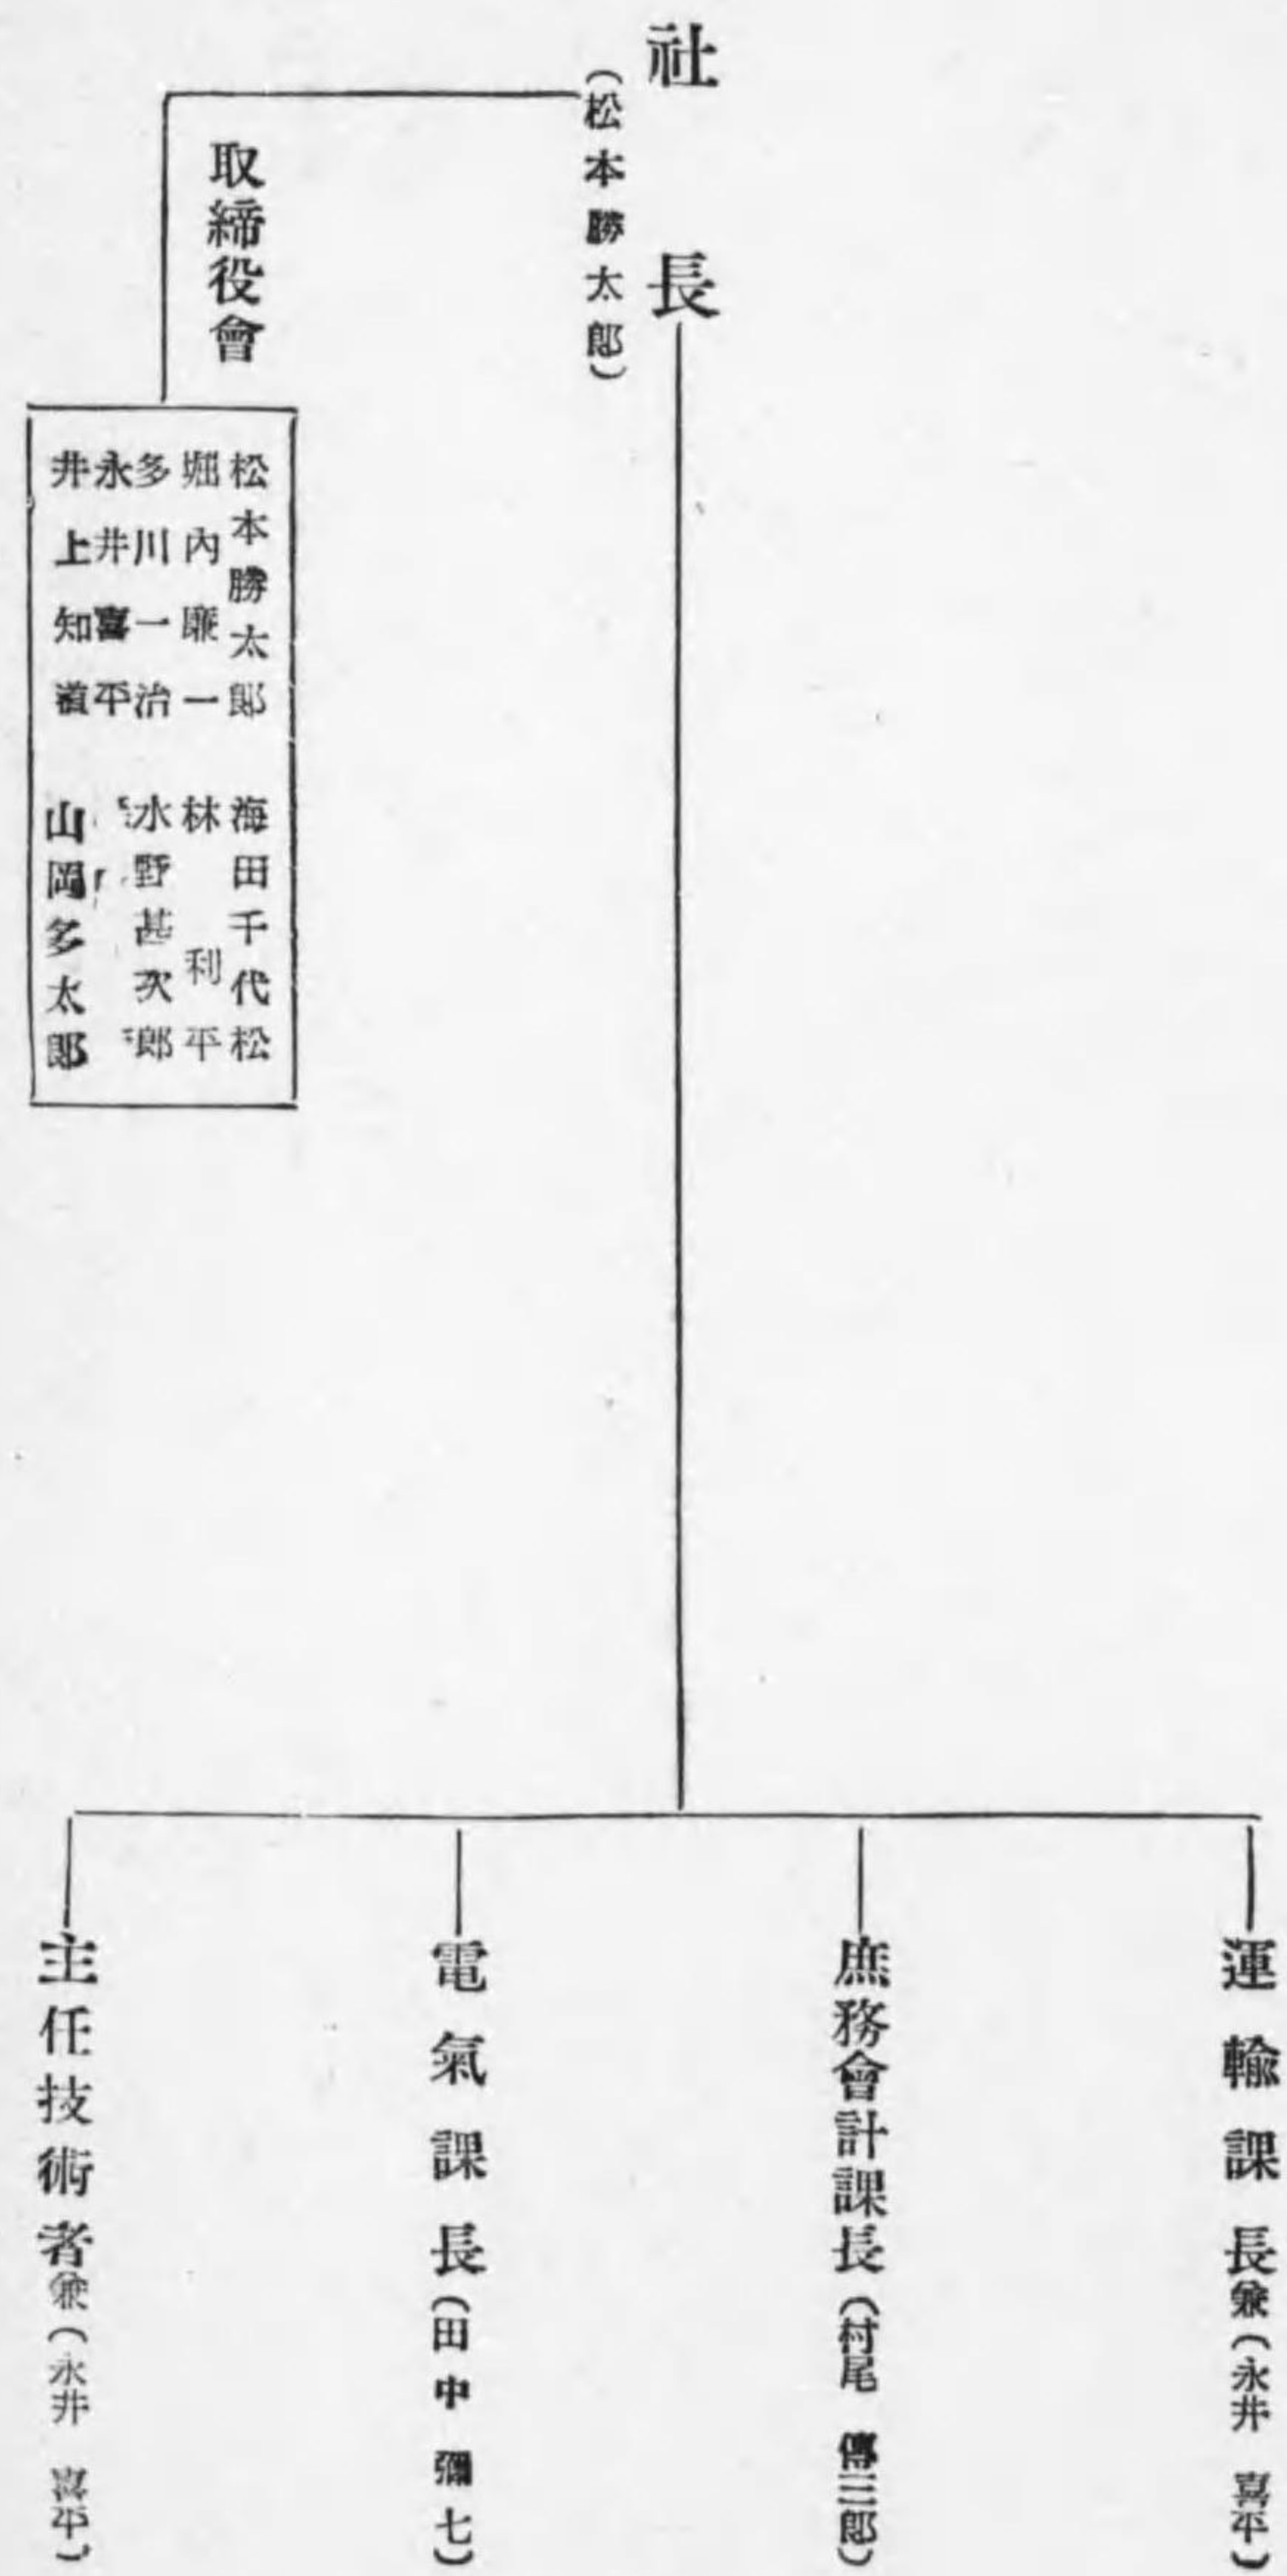 社長
(松本勝太郎)
取締役會
松本勝太郎 海田千代松
堀內廉一 林利平
多川一治 水野甚次郎
永井喜平
井上知道 山岡多太郎
運輸課長兼(永井 喜平)
庶務會計課長(村尾 傳三郎)
電氣課長(田中彌七)
主任技術者兼(永井 喜平)